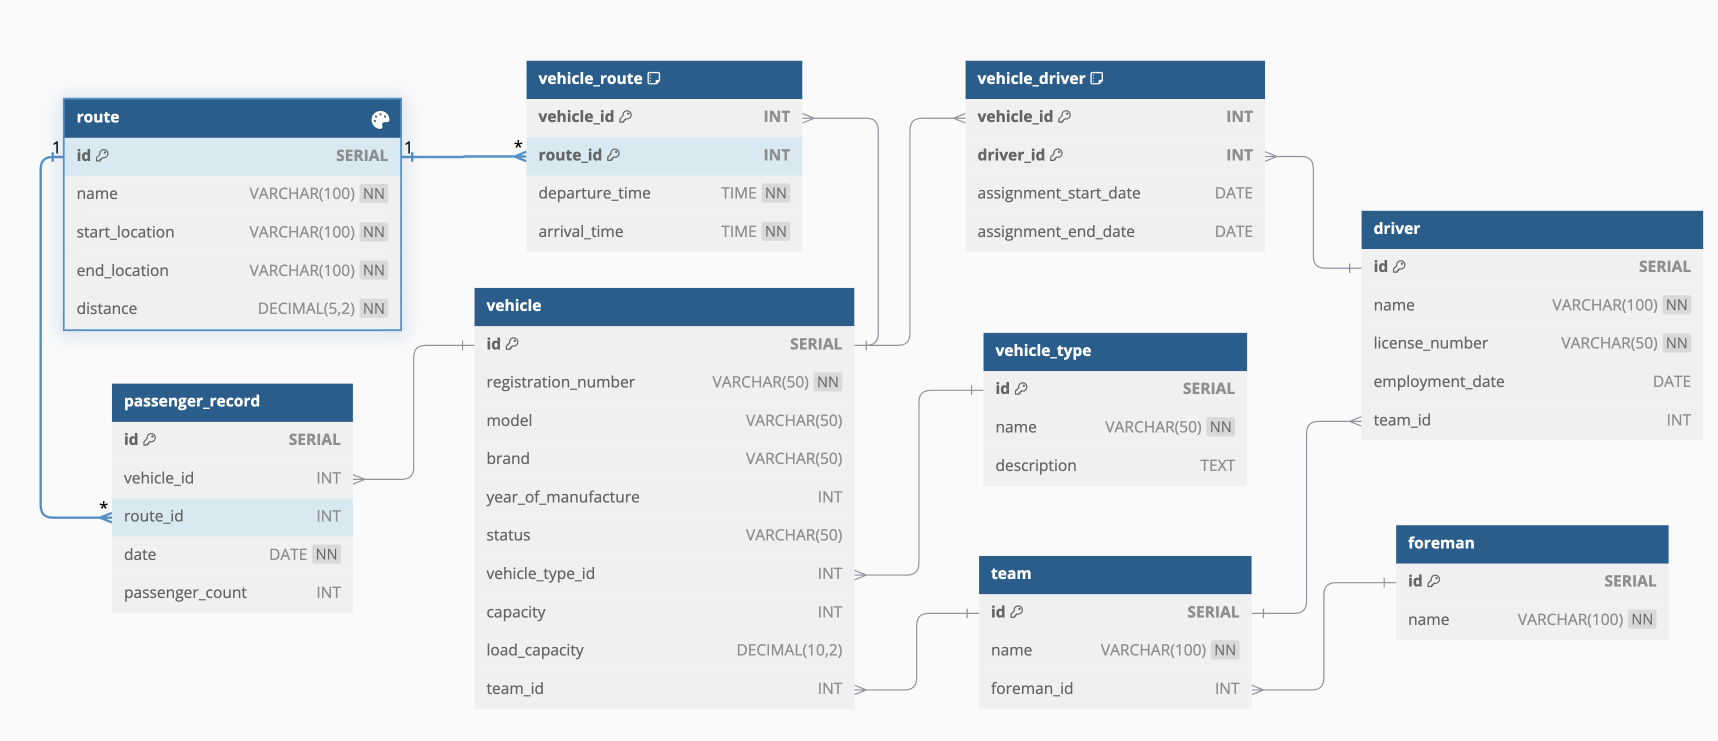 route
1
id SERIAL
1
name VARCHAR(100) NN
start_location VARCHAR(100) NN
end_location VARCHAR(100) NN
distance DECIMAL(5,2) NN
vehicle_route
vehicle_id INT
*
route_id INT
departure_time TIME NN
arrival_time TIME NN
vehicle_driver
vehicle_id INT
driver_id INT
assignment_start_date DATE
assignment_end_date DATE
driver
id SERIAL
name VARCHAR(100) NN
license_number VARCHAR(50) NN
employment_date DATE
team_id INT
passenger_record
id SERIAL
vehicle_id INT
*
route_id INT
date DATE NN
passenger_count INT
vehicle
id SERIAL
registration_number VARCHAR(50) NN
model VARCHAR(50)
brand VARCHAR(50)
year_of_manufacture INT
status VARCHAR(50)
vehicle_type_id INT
capacity INT
load_capacity DECIMAL(10,2)
team_id INT
vehicle_type
id SERIAL
name VARCHAR(50) NN
description TEXT
team
id SERIAL
name VARCHAR(100) NN
foreman_id INT
foreman
id SERIAL
name VARCHAR(100) NN